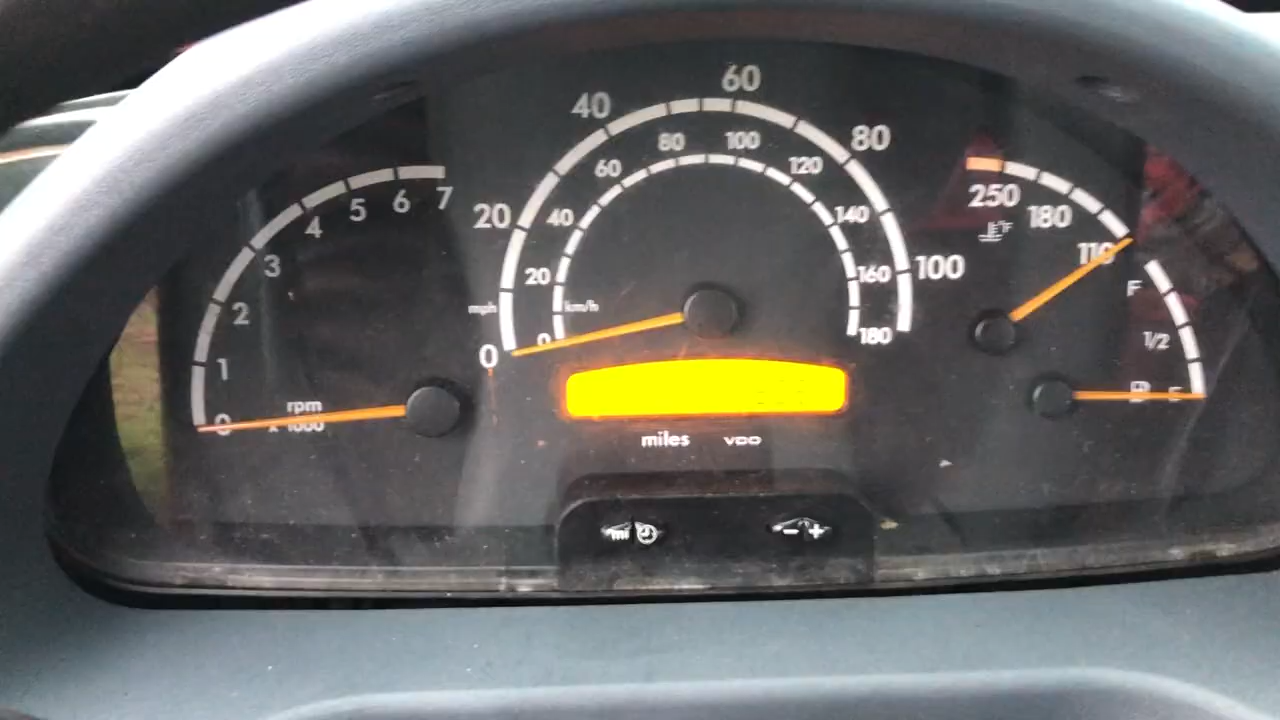 0 1 2 3 4 5 6 7
rpm
x 1000
0 20 40 60 80 100
mph
0 20 40 60 80 100 120 140 160 180
km/h
miles VDO
mi
- +
250 180 110
°F
F
1/2
E